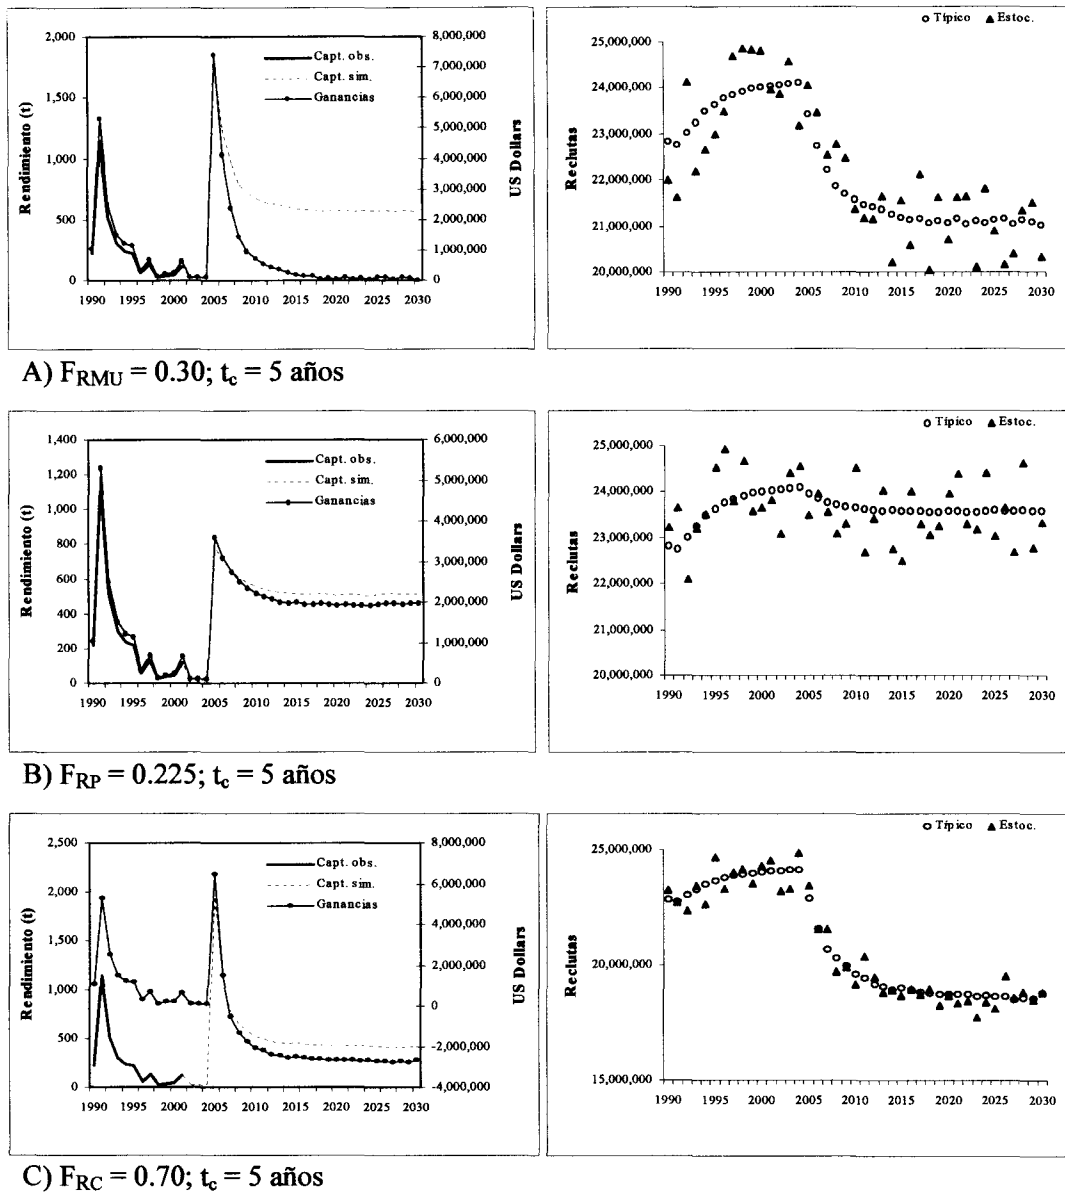 2,000
1,500
1,000
500
0
Rendimiento (t)
Capt. obs.
Capt. sim.
Ganancias
8,000,000
7,000,000
6,000,000
5,000,000
4,000,000
3,000,000
2,000,000
1,000,000
0
US Dollars
1990 1995 2000 2005 2010 2015 2020 2025 2030
Típico Estoc.
25,000,000
24,000,000
23,000,000
22,000,000
21,000,000
20,000,000
Reclutas
1990 1995 2000 2005 2010 2015 2020 2025 2030
A) F_RMU = 0.30; t_c = 5 años
1,400
1,200
1,000
800
600
400
200
0
Rendimiento (t)
Capt. obs.
Capt. sim.
Ganancias
6,000,000
5,000,000
4,000,000
3,000,000
2,000,000
1,000,000
0
US Dollars
1990 1995 2000 2005 2010 2015 2020 2025 2030
Típico Estoc.
25,000,000
24,000,000
23,000,000
22,000,000
21,000,000
20,000,000
Reclutas
1990 1995 2000 2005 2010 2015 2020 2025 2030
B) F_RP = 0.225; t_c = 5 años
2,500
2,000
1,500
1,000
500
0
Rendimiento (t)
Capt. obs.
Capt. sim.
Ganancias
8,000,000
6,000,000
4,000,000
2,000,000
0
-2,000,000
-4,000,000
US Dollars
1990 1995 2000 2005 2010 2015 2020 2025 2030
Típico Estoc.
25,000,000
20,000,000
15,000,000
Reclutas
1990 1995 2000 2005 2010 2015 2020 2025 2030
C) F_RC = 0.70; t_c = 5 años